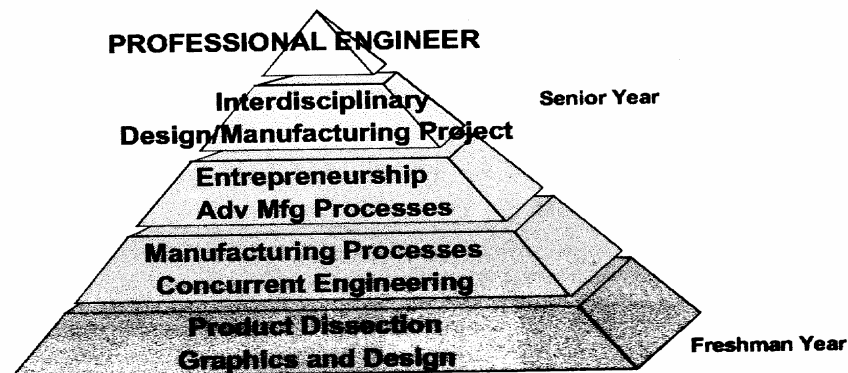 PROFESSIONAL ENGINEER
Interdisciplinary
Senior Year
Design/Manufacturing Project
Entrepreneurship
Adv Mfg Processes
Manufacturing Processes
Concurrent Engineering
Product Dissection
Graphics and Design
Freshman Year